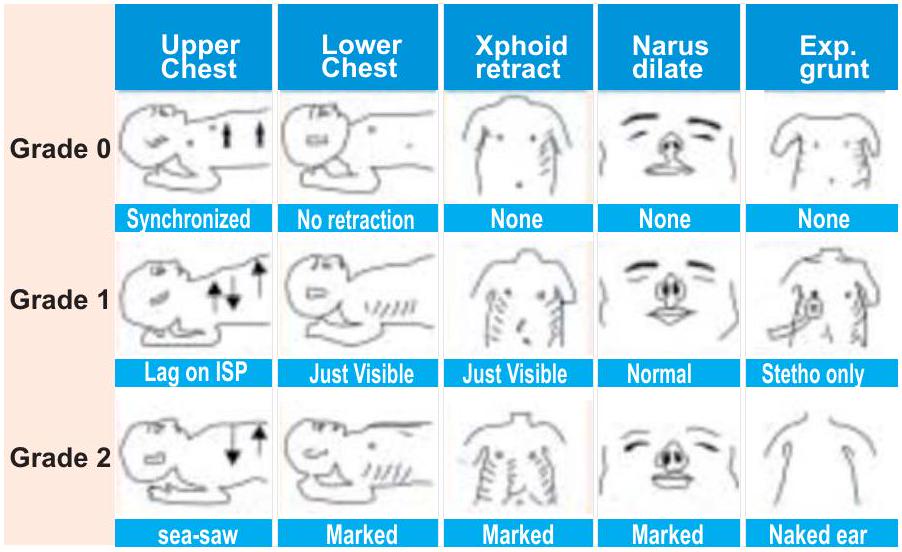 Upper
Chest
Lower
Chest
Xphoid
retract
Narus
dilate
Exp.
grunt
Grade 0
Synchronized
No retraction
None
None
None
Grade 1
Lag on ISP
Just Visible
Just Visible
Normal
Stetho only
Grade 2
sea-saw
Marked
Marked
Marked
Naked ear